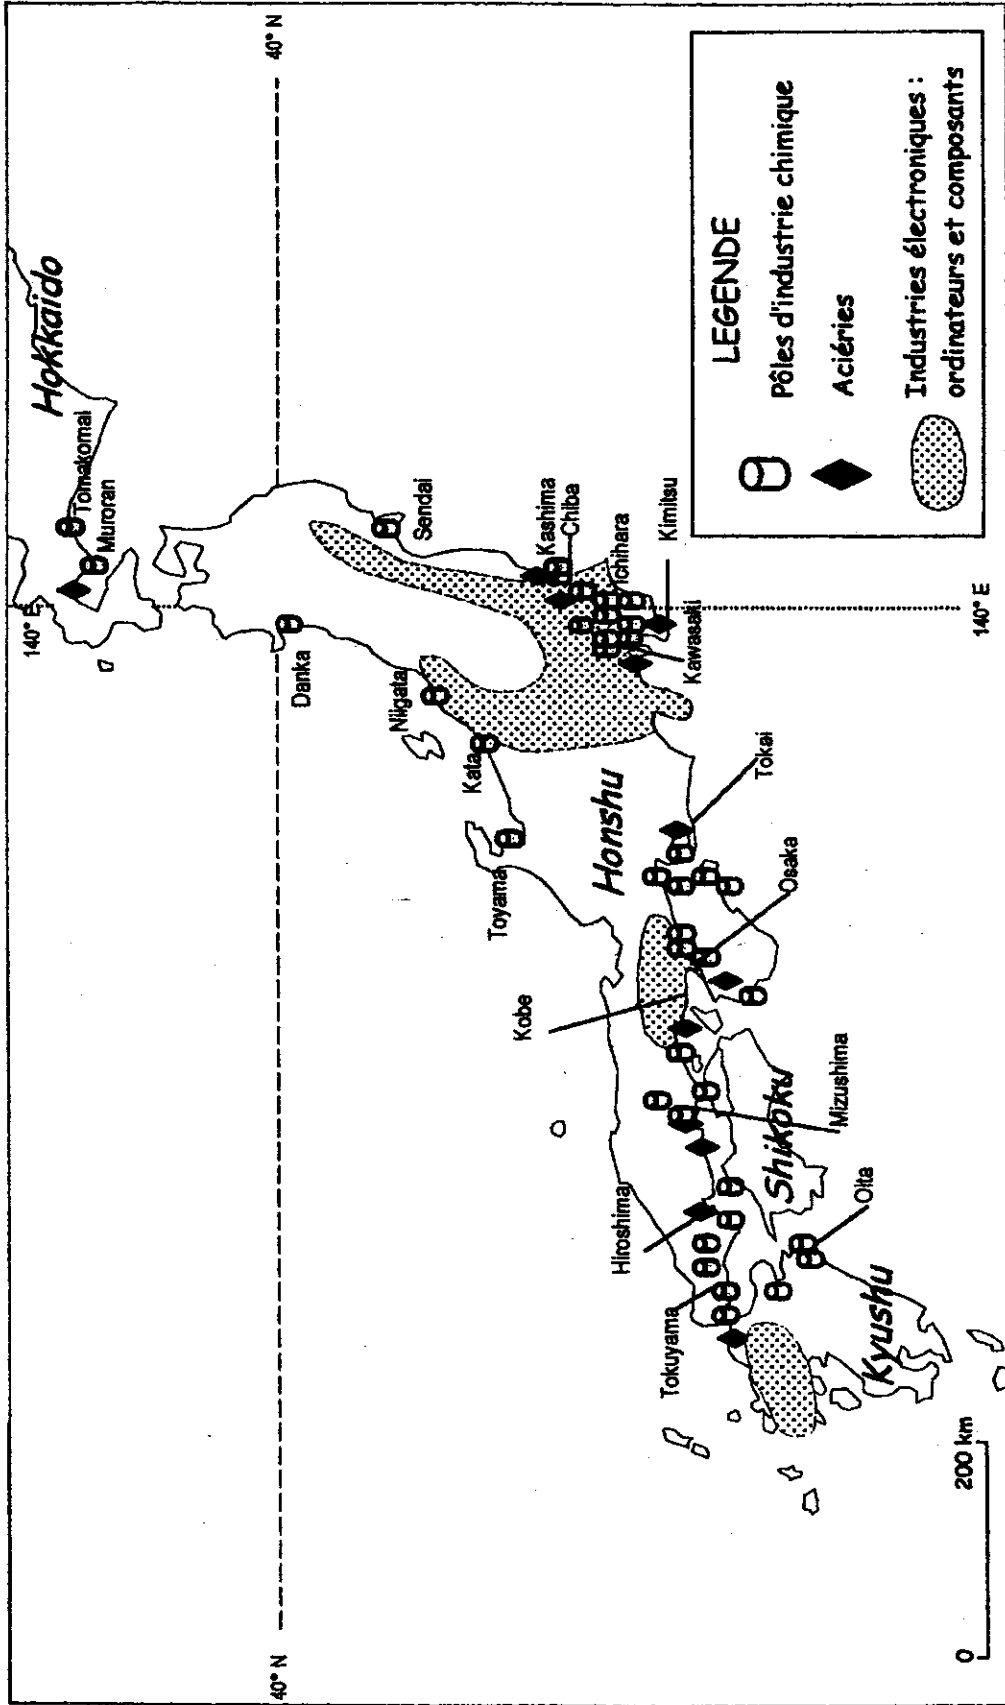 140° E
Hokkaido
Tomakomai
Muroran
40° N
40° N
Danka
Sendai
Niigata
Kata
Kashima
Chiba
Ichihara
Kimitsu
Kawasaki
Toyama
Honshu
Tokai
Osaka
Kobe
Mizushima
Shikoku
Hiroshima
Oita
Tokuyama
Kyushu
140° E
0
200 km
LEGENDE
Pôles d'industrie chimique
Aciéries
Industries électroniques :
ordinateurs et composants